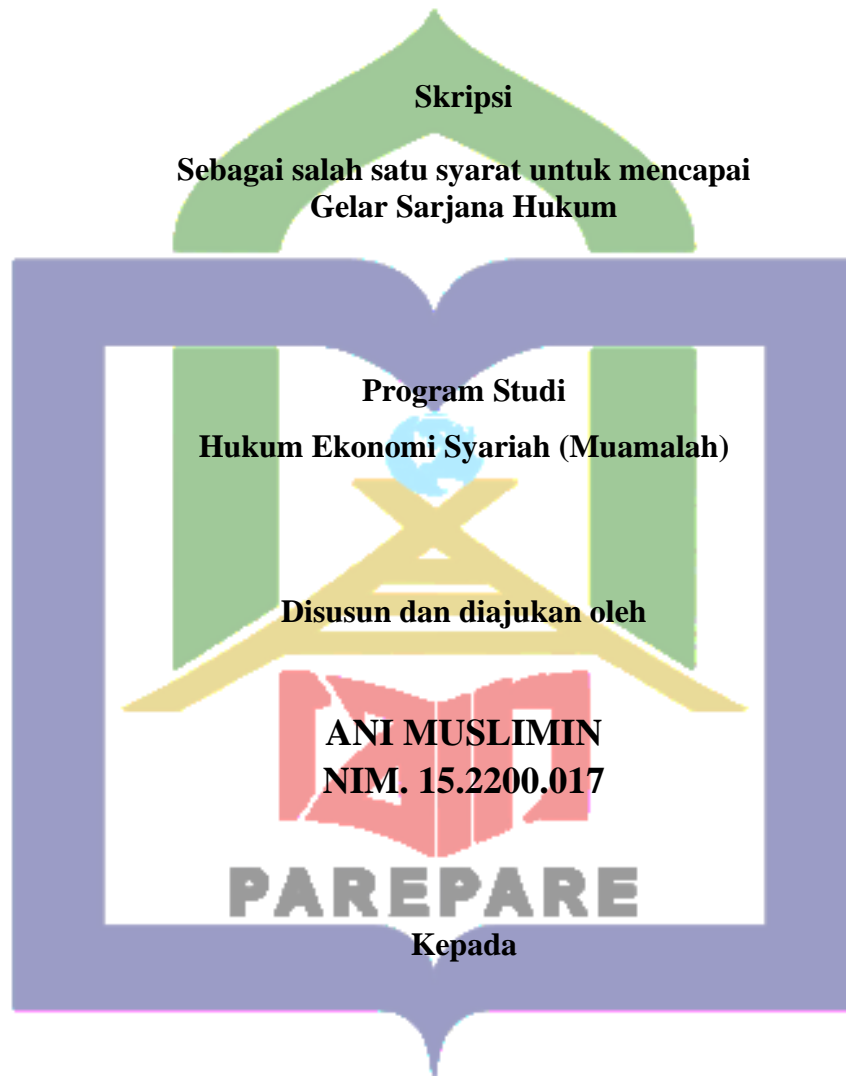 Skripsi
Sebagai salah satu syarat untuk mencapai
Gelar Sarjana Hukum
Program Studi
Hukum Ekonomi Syariah (Muamalah)
Disusun dan diajukan oleh
ANI MUSLIMIN
NIM. 15.2200.017
PAREPARE
Kepada